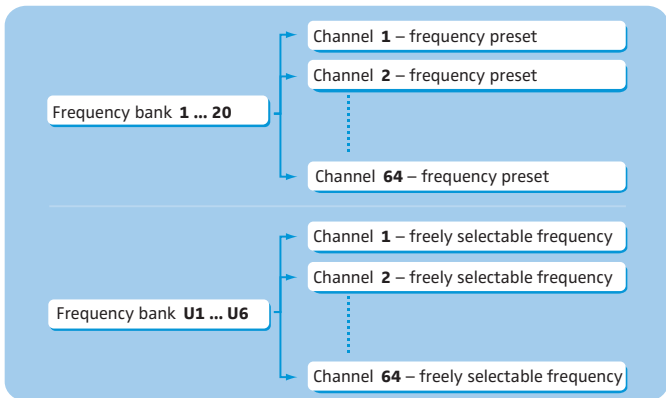 Channel 1 – frequency preset
Channel 2 – frequency preset
Frequency bank 1 ... 20
Channel 64 – frequency preset
Channel 1 – freely selectable frequency
Channel 2 – freely selectable frequency
Frequency bank U1 ... U6
Channel 64 – freely selectable frequency